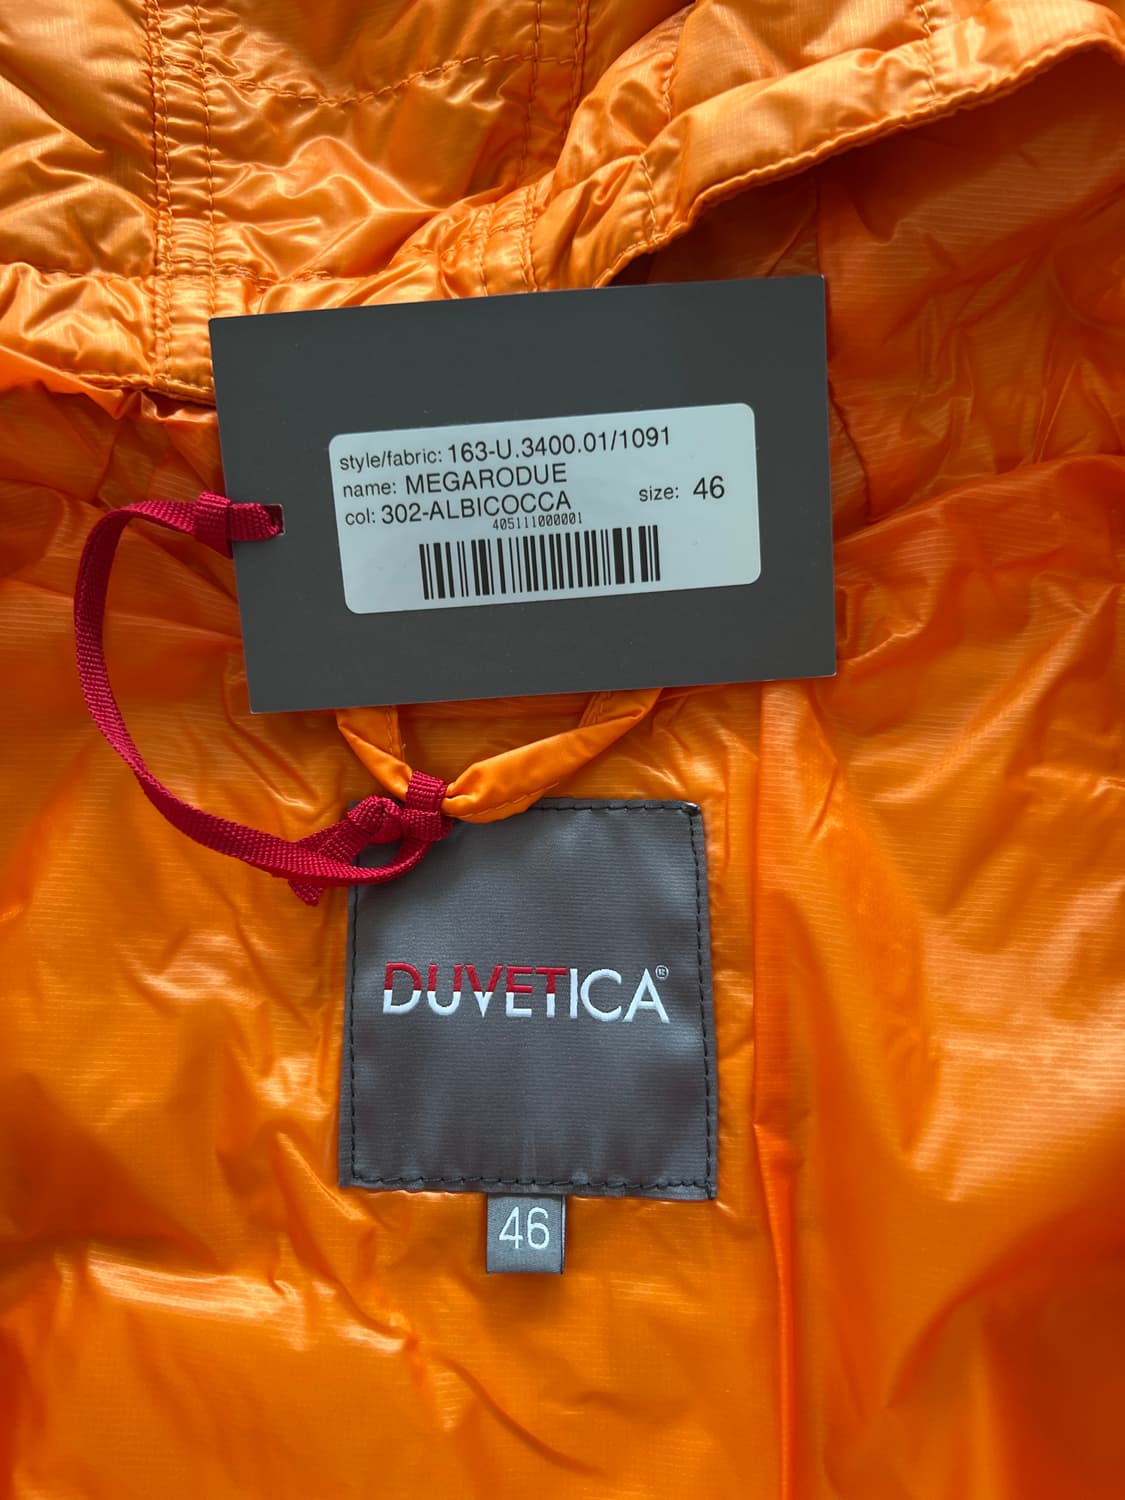 style/fabric: 163-U.3400.01/1091
name: MEGARODUE
col: 302-ALBICOCCA size: 46
405111000001
DUVETICA®
46